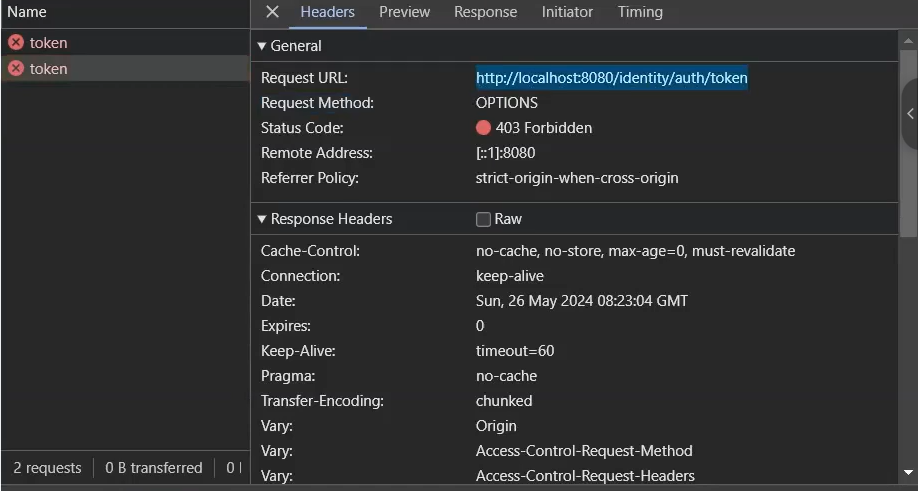 Name
token
token
2 requests 0 B transferred 0
Headers Preview Response Initiator Timing
General
Request URL: http://localhost:8080/identity/auth/token
Request Method: OPTIONS
Status Code: 403 Forbidden
Remote Address: [::1]:8080
Referrer Policy: strict-origin-when-cross-origin
Response Headers Raw
Cache-Control: no-cache, no-store, max-age=0, must-revalidate
Connection: keep-alive
Date: Sun, 26 May 2024 08:23:04 GMT
Expires: 0
Keep-Alive: timeout=60
Pragma: no-cache
Transfer-Encoding: chunked
Vary: Origin
Vary: Access-Control-Request-Method
Vary: Access-Control-Request-Headers